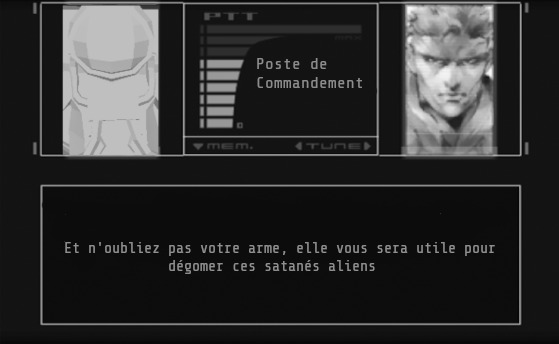 PTT
Poste de
Commandement
MEM.
TUNE
Et n'oubliez pas votre arme, elle vous sera utile pour
dégomer ces satanés aliens